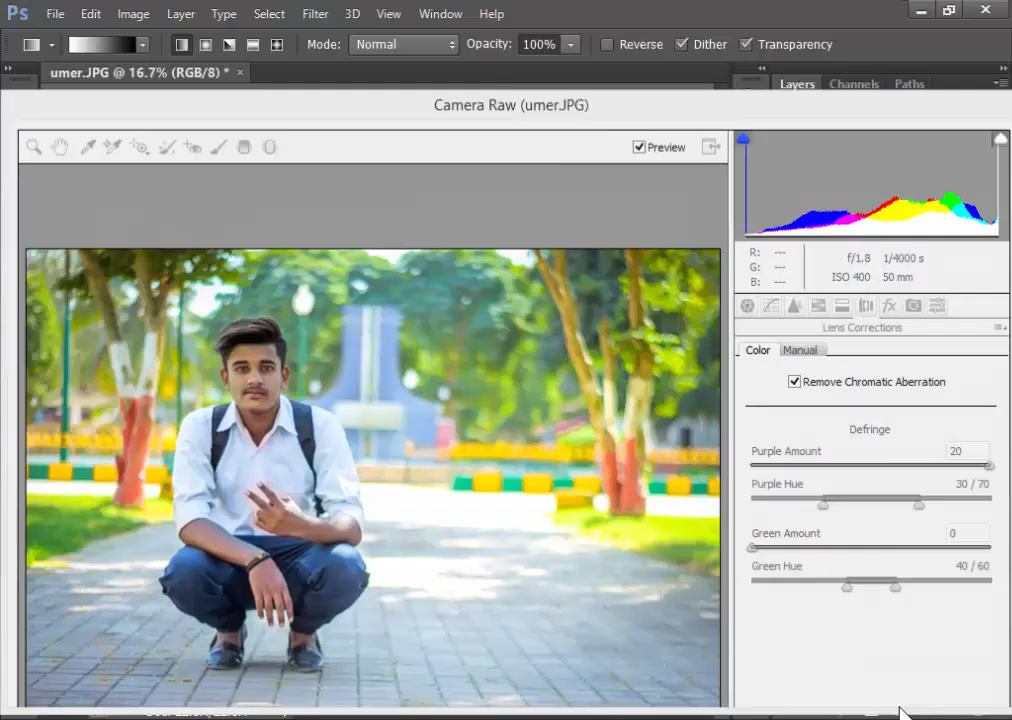 Ps File Edit Image Layer Type Select Filter 3D View Window Help
Mode: Normal Opacity: 100% Reverse Dither Transparency
umer.JPG @ 16.7% (RGB/8) * ×
Layers Channels Paths
Camera Raw (umer.JPG)
Preview
R: ---
G: ---
B: ---
f/1.8 1/4000 s
ISO 400 50 mm
fx
Lens Corrections
Color Manual
Remove Chromatic Aberration
Defringe
Purple Amount 20
Purple Hue 30 / 70
Green Amount 0
Green Hue 40 / 60